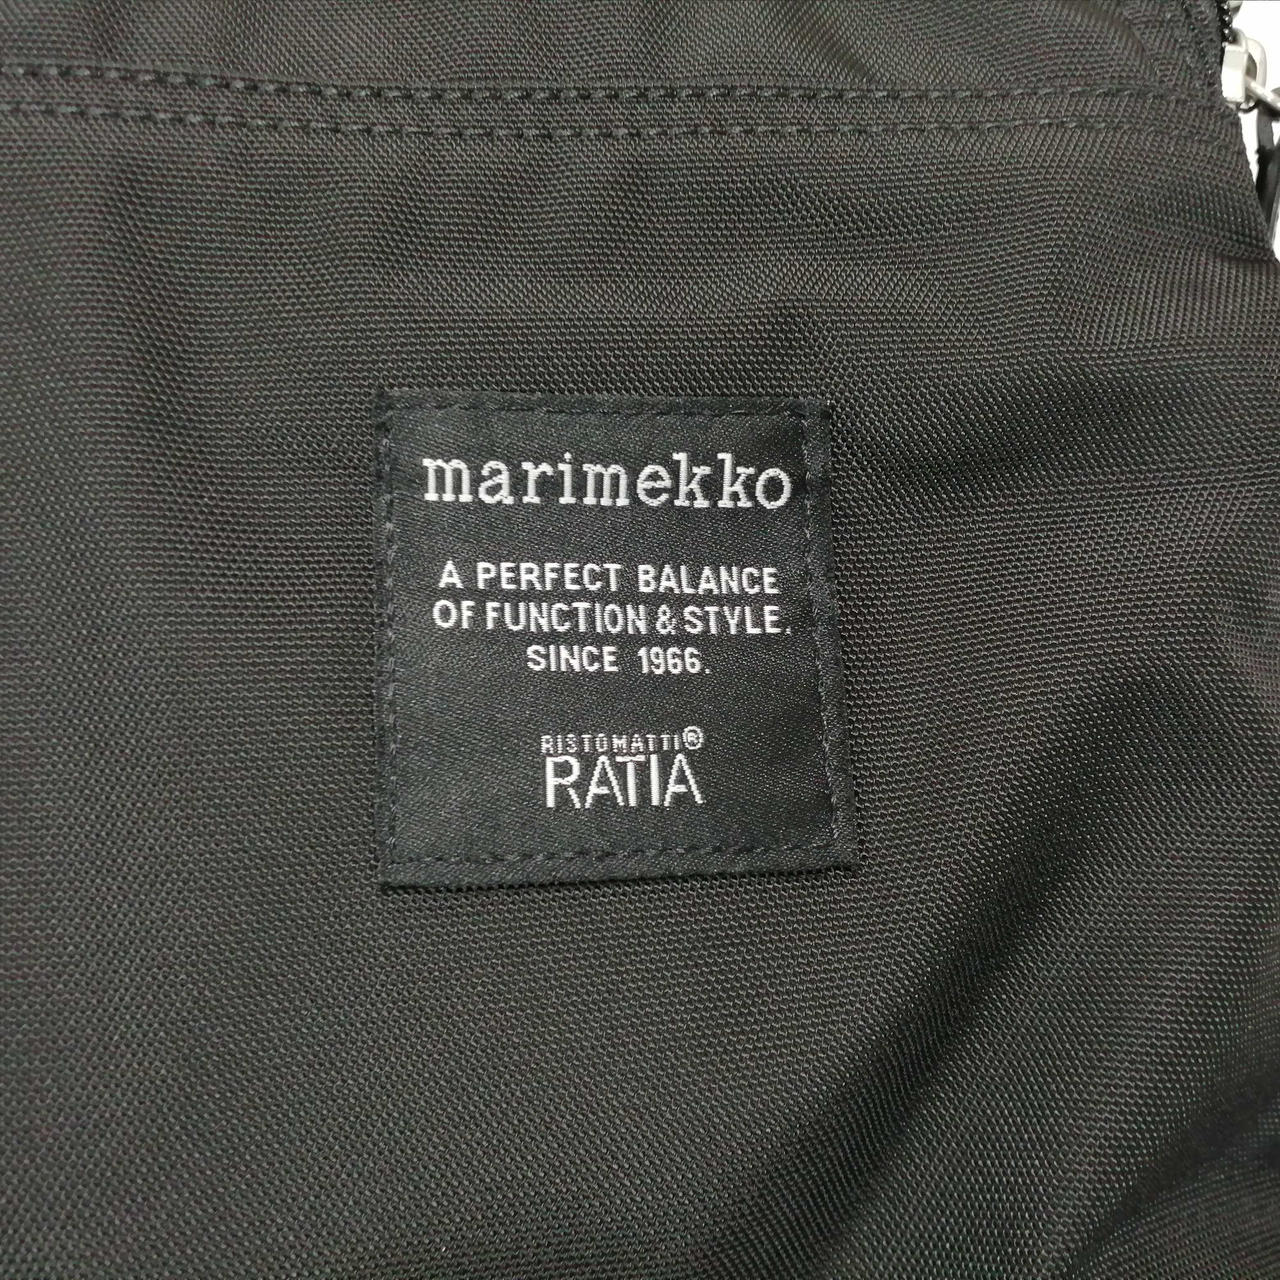 marimekko
A PERFECT BALANCE
OF FUNCTION & STYLE.
SINCE 1966.
RISTOMATTI®
RATIA